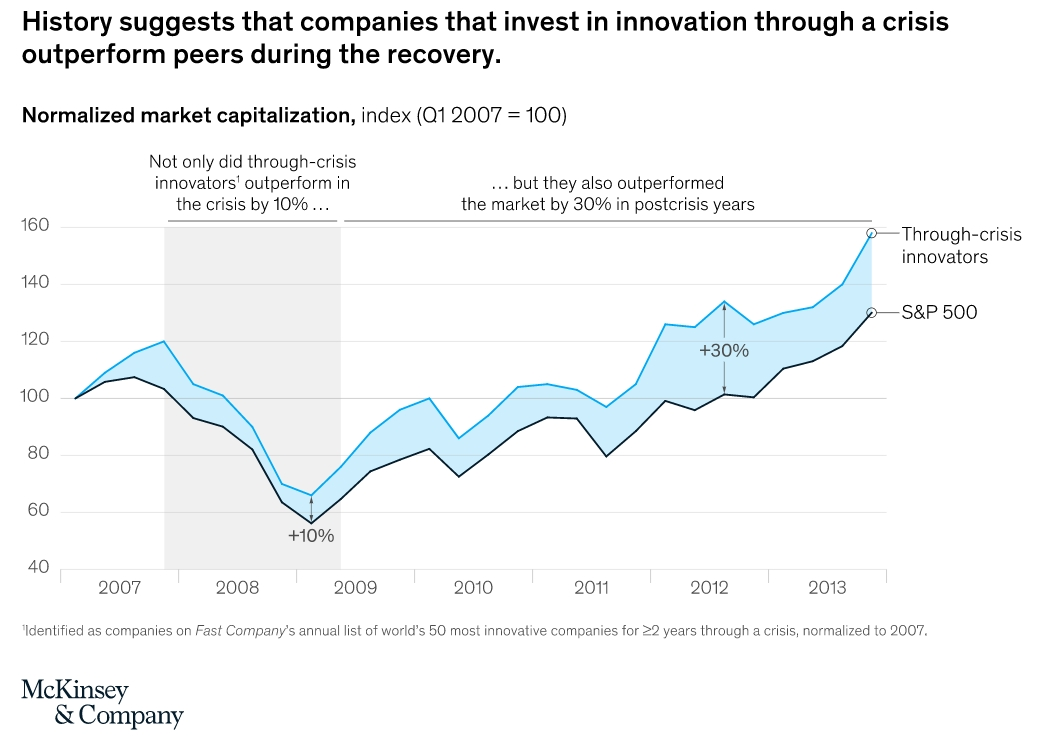 History suggests that companies that invest in innovation through a crisis
outperform peers during the recovery.
Normalized market capitalization, index (Q1 2007 = 100)
Not only did through-crisis
innovators¹ outperform in
the crisis by 10% …
… but they also outperformed
the market by 30% in postcrisis years
160
140
120
100
80
60
40
Through-crisis
innovators
S&P 500
+30%
+10%
2007
2008
2009
2010
2011
2012
2013
¹Identified as companies on Fast Company's annual list of world's 50 most innovative companies for ≥2 years through a crisis, normalized to 2007.
McKinsey
& Company